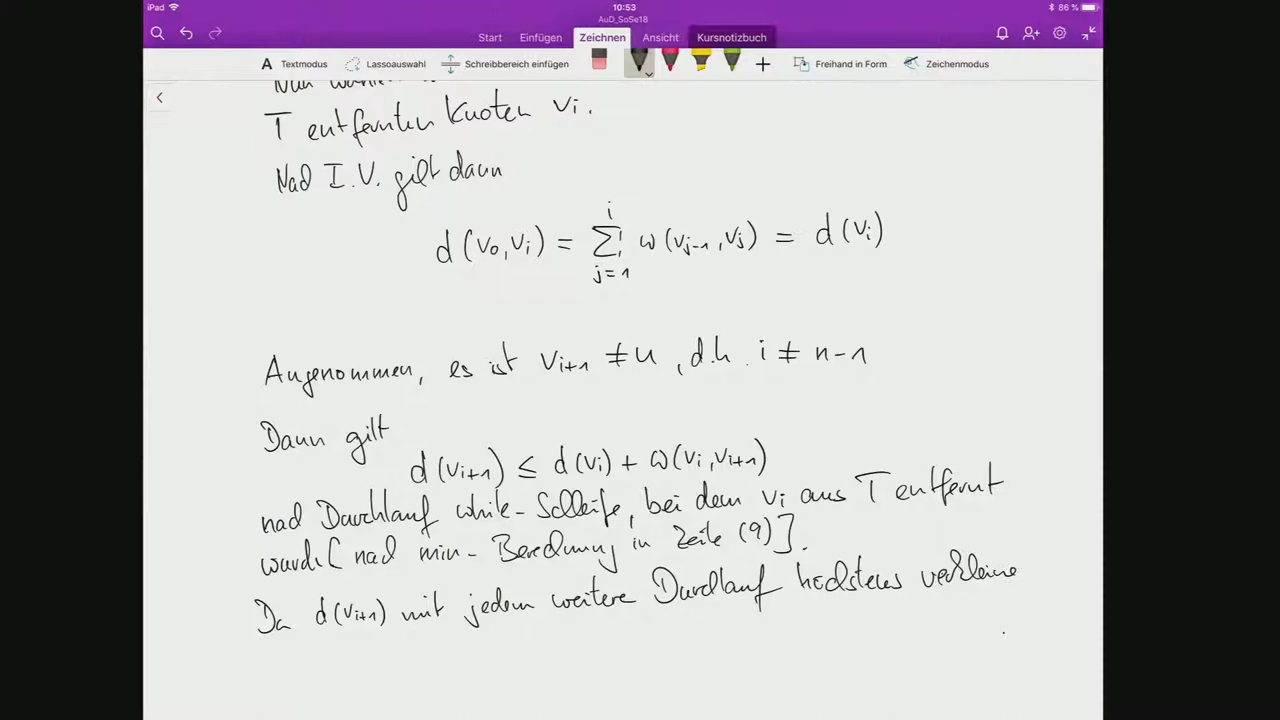 iPad 10:53 86 %
AuD_SoSe18
Start Einfügen Zeichnen Ansicht Kursnotizbuch
A Textmodus Lassoauswahl Schreibbereich einfügen Freihand in Form Zeichenmodus
Nun
T entfernten Knoten vi.
Nach I.V. gilt dann
d(v₀,vᵢ) = ∑ᵢⱼ₌₁ w(vⱼ₋₁,vⱼ) = d(vᵢ)
Angenommen, es ist vᵢ₊₁ ≠ u, d.h. i ≠ n-1
Dann gilt
d(vᵢ₊₁) ≤ d(vᵢ) + w(vᵢ,vᵢ₊₁)
nach Durchlauf while-Schleife, bei dem vᵢ aus T entfernt
wurde [nach min-Berechnung in Zeile (9)].
Da d(vᵢ₊₁) mit jedem weitere Durchlauf höchstens verkleine